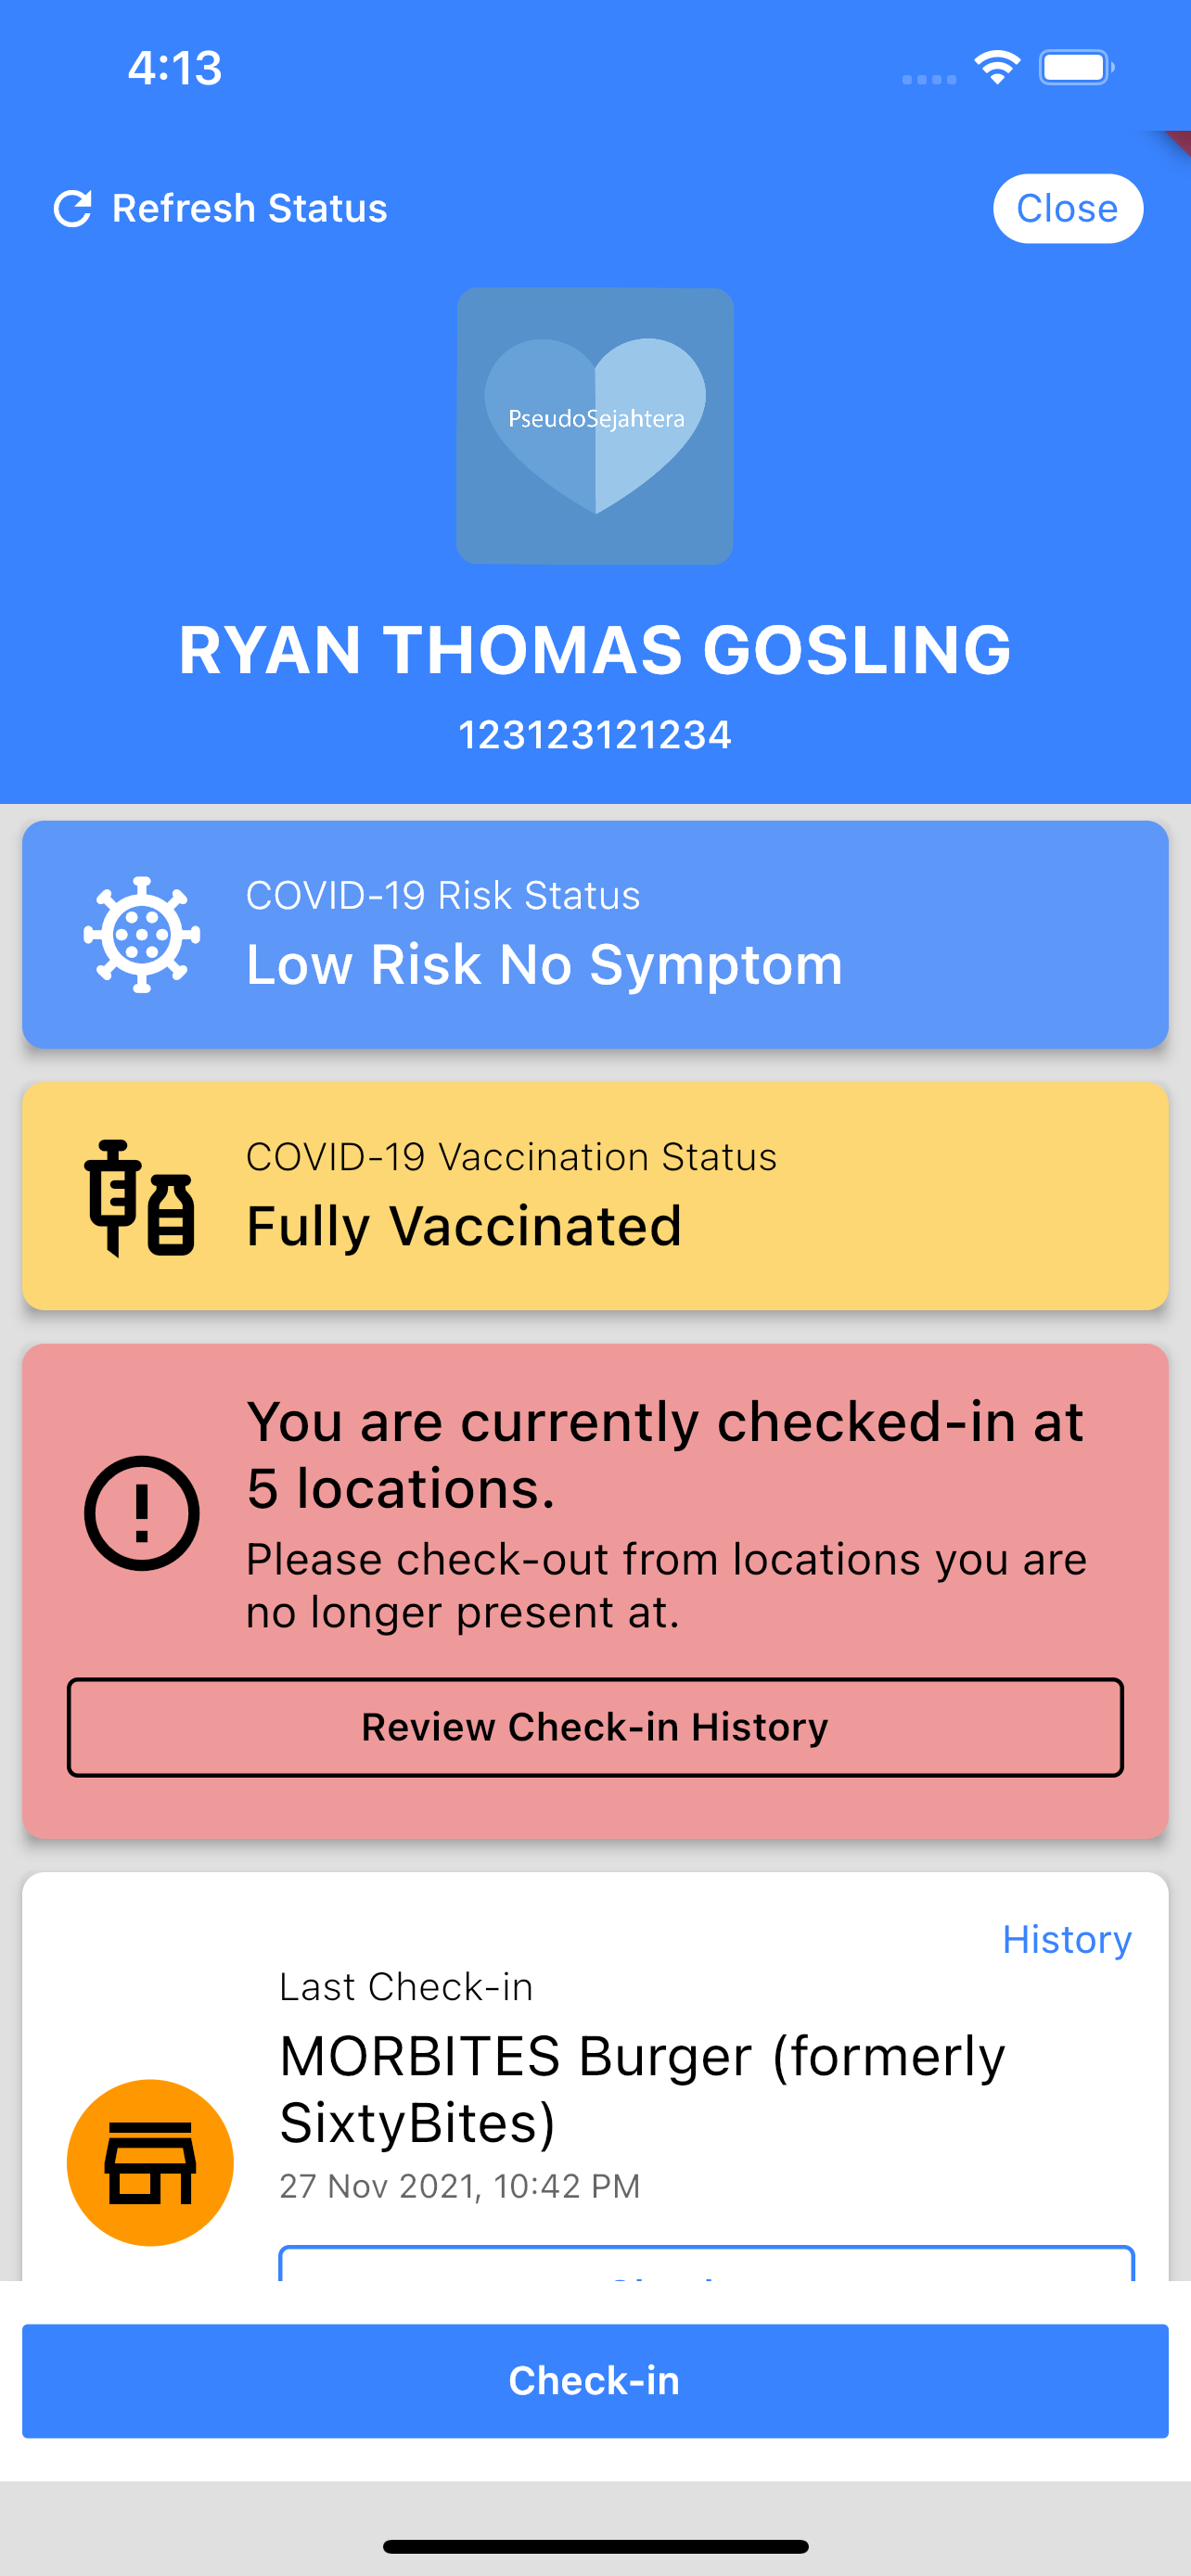 4:13
Refresh Status
Close
PseudoSejahtera
RYAN THOMAS GOSLING
123123121234
COVID-19 Risk Status
Low Risk No Symptom
COVID-19 Vaccination Status
Fully Vaccinated
You are currently checked-in at
5 locations.
Please check-out from locations you are
no longer present at.
Review Check-in History
History
Last Check-in
MORBITES Burger (formerly
SixtyBites)
27 Nov 2021, 10:42 PM
Check-in